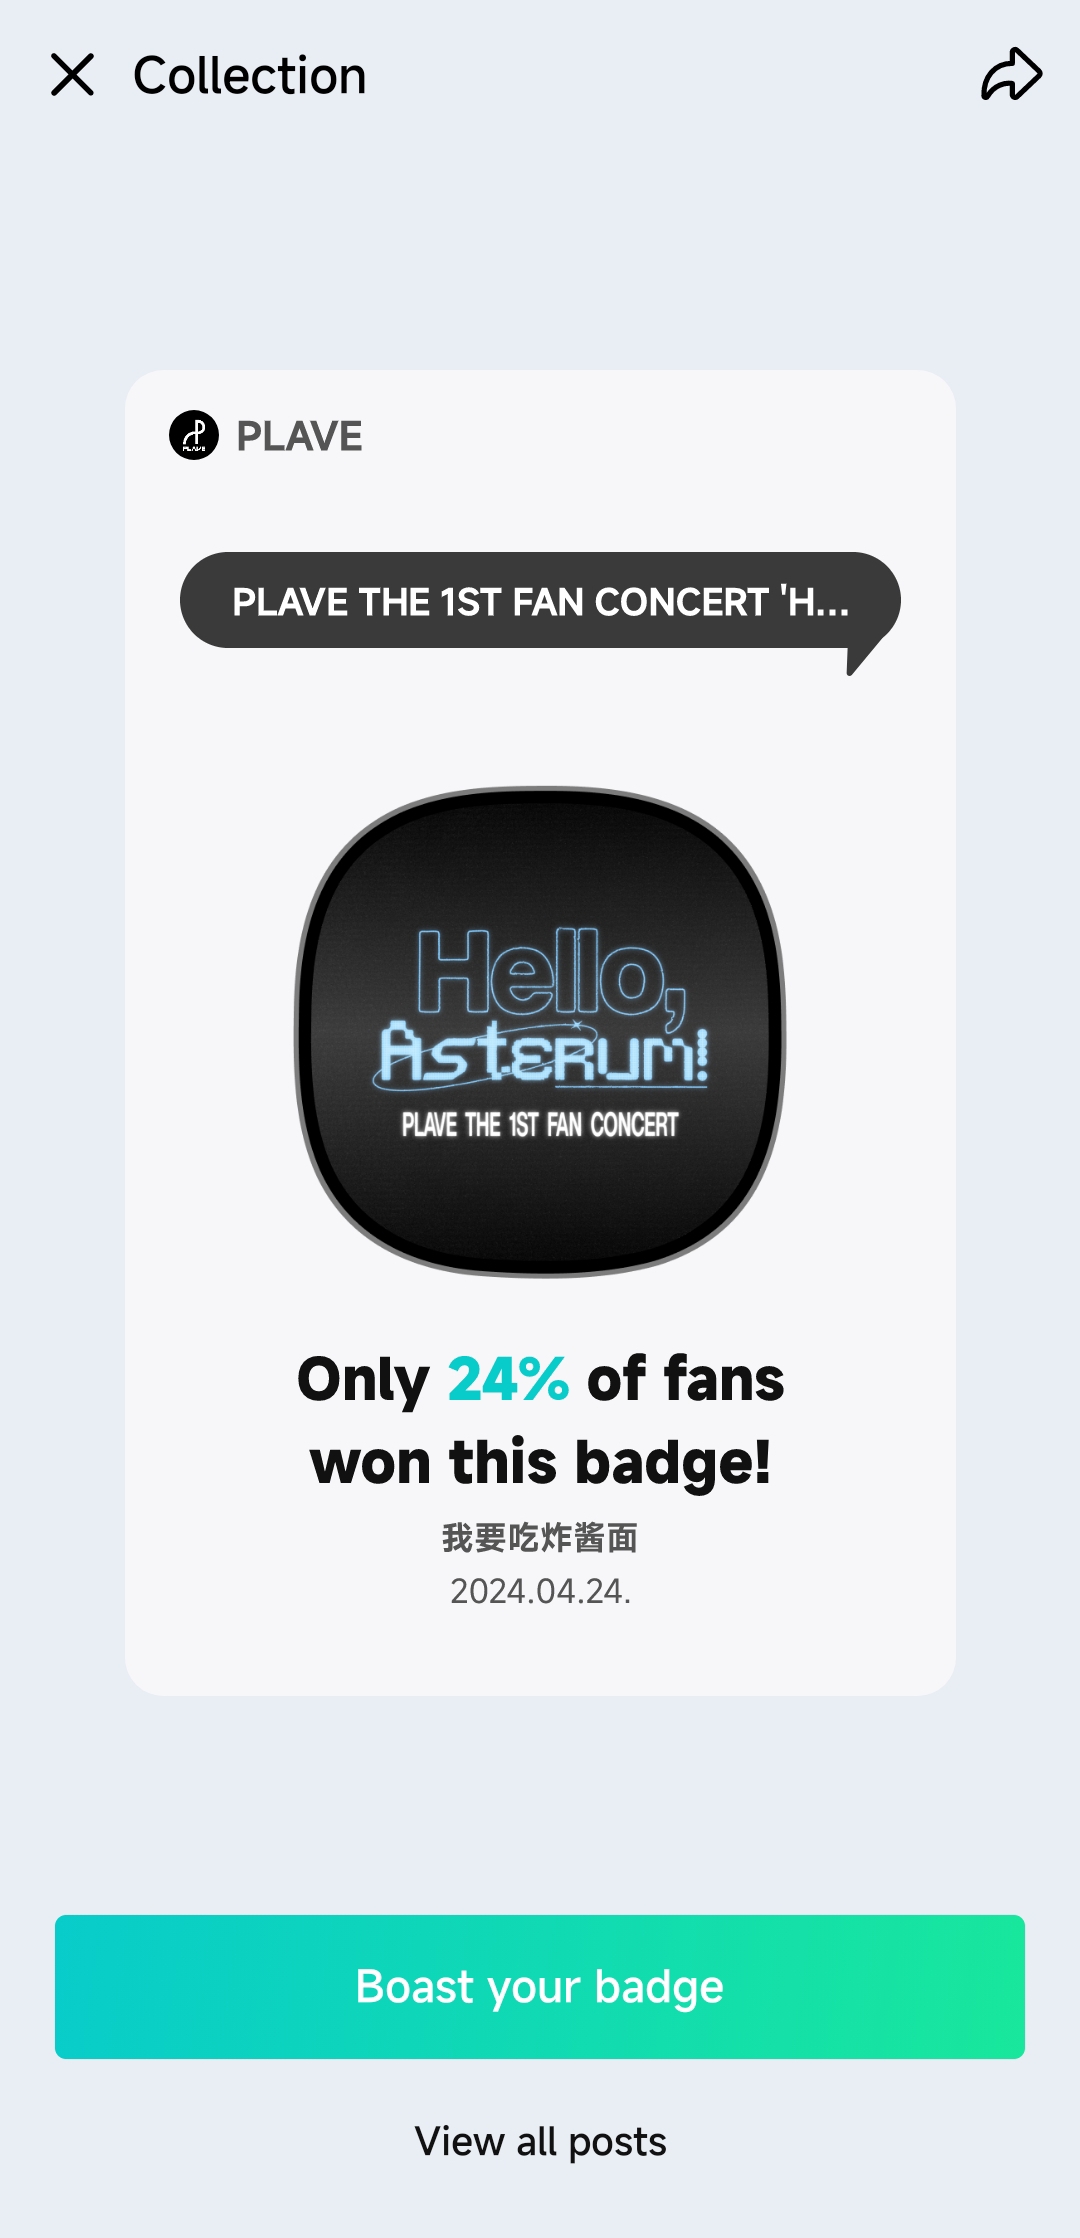 Collection
PLAVE
PLAVE
PLAVE THE 1ST FAN CONCERT 'H...
Hello,
Asterum!
PLAVE THE 1ST FAN CONCERT
Only 24% of fans
won this badge!
我要吃炸酱面
2024.04.24.
Boast your badge
View all posts